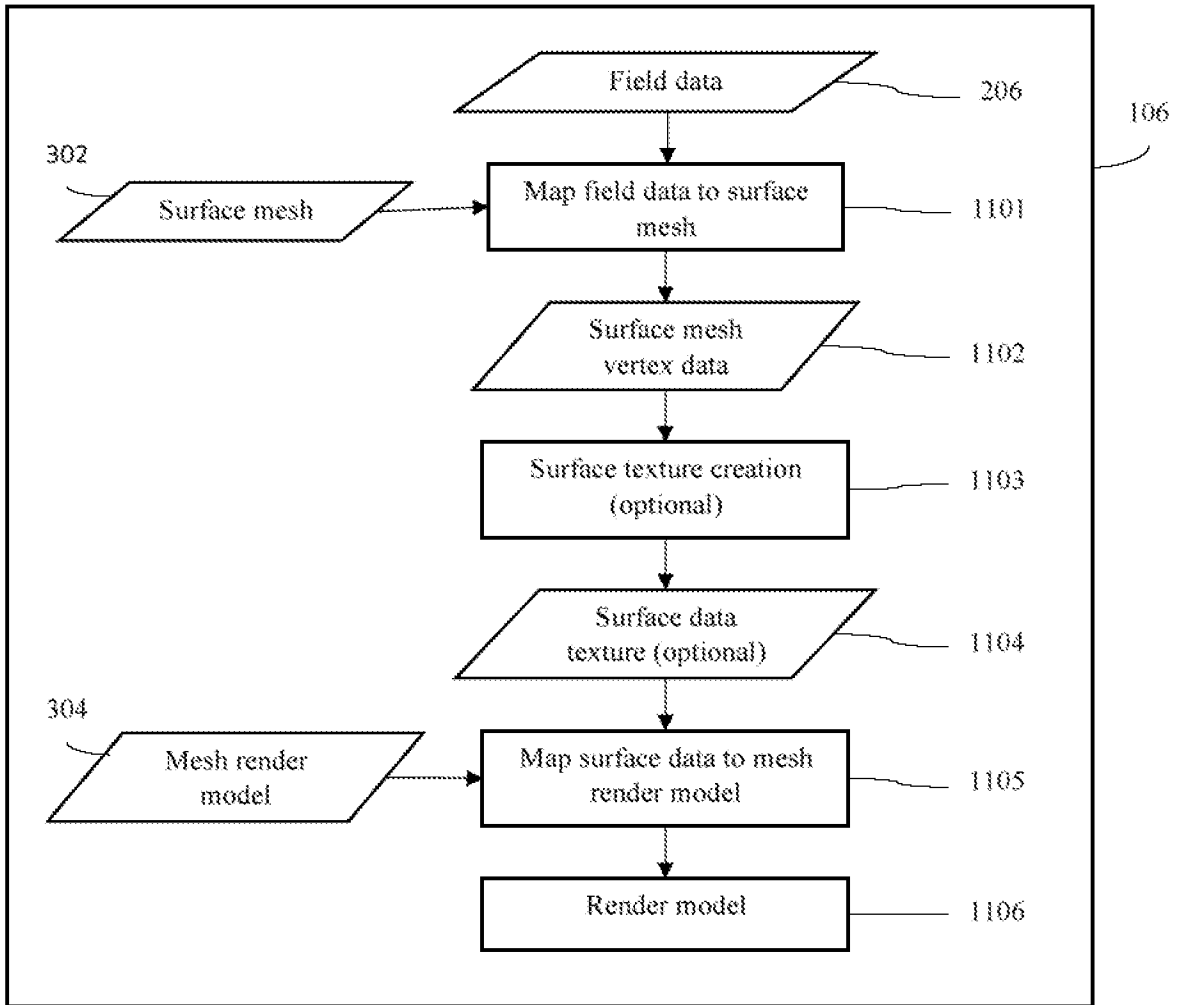 Field data
206
106
302
Surface mesh
Map field data to surface
mesh
1101
Surface mesh
vertex data
1102
Surface texture creation
(optional)
1103
Surface data
texture (optional)
1104
304
Mesh render
model
Map surface data to mesh
render model
1105
Render model
1106